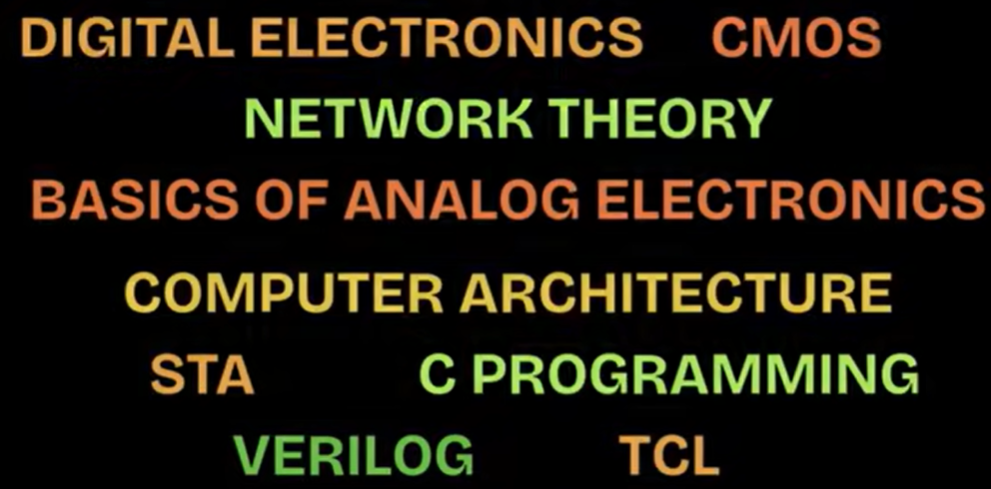 DIGITAL ELECTRONICS CMOS
NETWORK THEORY
BASICS OF ANALOG ELECTRONICS
COMPUTER ARCHITECTURE
STA C PROGRAMMING
VERILOG TCL